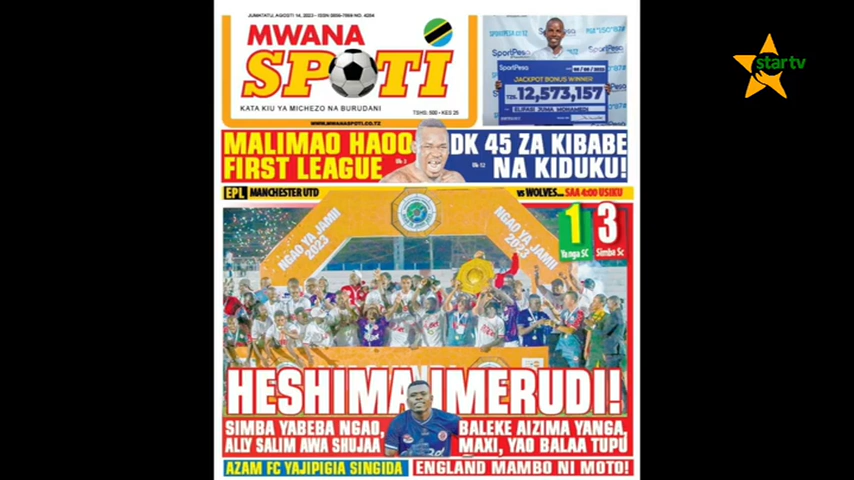 JUMATATU, AGOSTI 14, 2023
startv
MWANA
SPOTI
KATA KIU YA MICHEZO NA BURUDANI
TSHS. 500
WWW.MWANASPOTI.CO.TZ
SportPesa
JACKPOT BONUS WINNER
TZS. 12,573,157
MALIMAO HAOO
FIRST LEAGUE
DK 45 ZA KIBABE
NA KIDUKU!
EPL MANCHESTER UTD vs WOLVES... SAA 4:00 USIKU
NGAO YA JAMII 2023
NGAO YA JAMII 2023
1 3
Yanga SC Simba Sc
HESHIMA IMERUDI!
SIMBA YABEBA NGAO,
ALLY SALIM AWA SHUJAA
BALEKE AIZIMA YANGA,
MAXI, YAO BALAA TUPU
AZAM FC YAJIPIGIA SINGIDA
ENGLAND MAMBO NI MOTO!